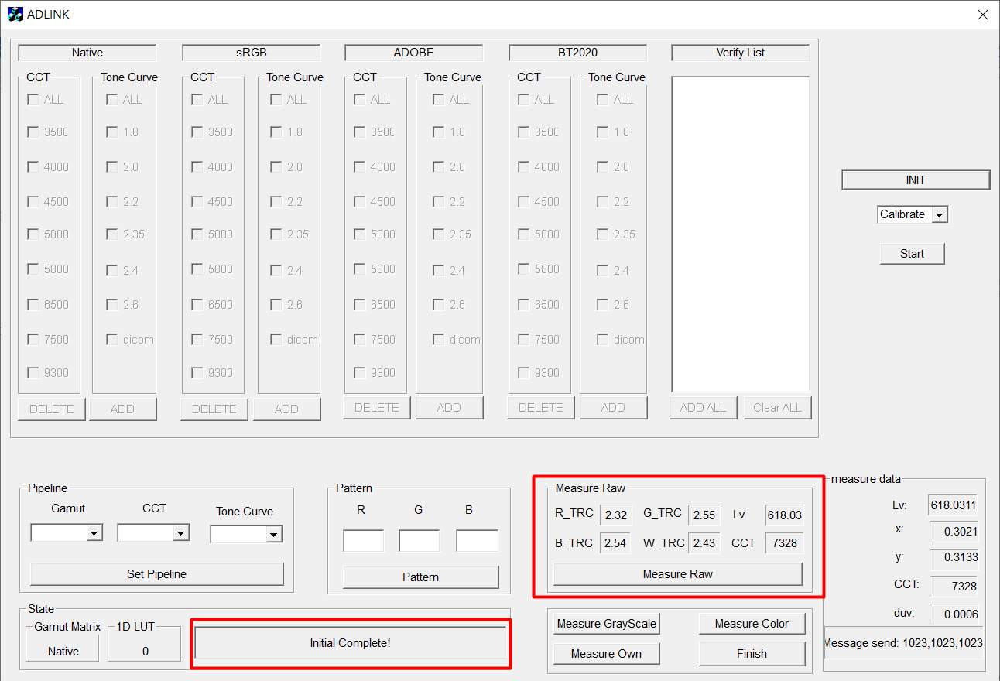 ADLINK
Native sRGB ADOBE BT2020 Verify List
CCT Tone Curve CCT Tone Curve CCT Tone Curve CCT Tone Curve
ALL ALL ALL ALL ALL ALL ALL ALL
3500 1.8 3500 1.8 3500 1.8 3500 1.8
4000 2.0 4000 2.0 4000 2.0 4000 2.0
4500 2.2 4500 2.2 4500 2.2 4500 2.2
INIT
Calibrate
5000 2.35 5000 2.35 5000 2.35 5000 2.35
Start
5800 2.4 5800 2.4 5800 2.4 5800 2.4
6500 2.6 6500 2.6 6500 2.6 6500 2.6
7500 dicom 7500 dicom 7500 dicom 7500 dicom
9300 9300 9300 9300
DELETE ADD DELETE ADD DELETE ADD DELETE ADD ADD ALL Clear ALL
Pipeline
Gamut CCT Tone Curve
Set Pipeline
Pattern
R G B
Pattern
Measure Raw
R_TRC 2.32 G_TRC 2.55 Lv 618.03
B_TRC 2.54 W_TRC 2.43 CCT 7328
Measure Raw
measure data
Lv: 618.0311
x: 0.3021
y: 0.3133
CCT: 7328
duv: 0.0006
Message send: 1023,1023,1023
State
Gamut Matrix 1D LUT
Native 0
Initial Complete!
Measure GrayScale Measure Color
Measure Own Finish